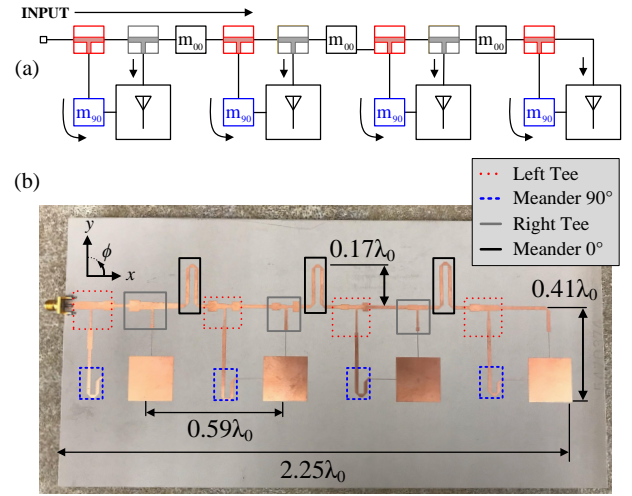 INPUT
m00 m00 m00
(a)
m90 m90 m90 m90
(b)
Left Tee
Meander 90°
Right Tee
Meander 0°
y
ϕ
x
0.17λ0
0.41λ0
0.59λ0
2.25λ0